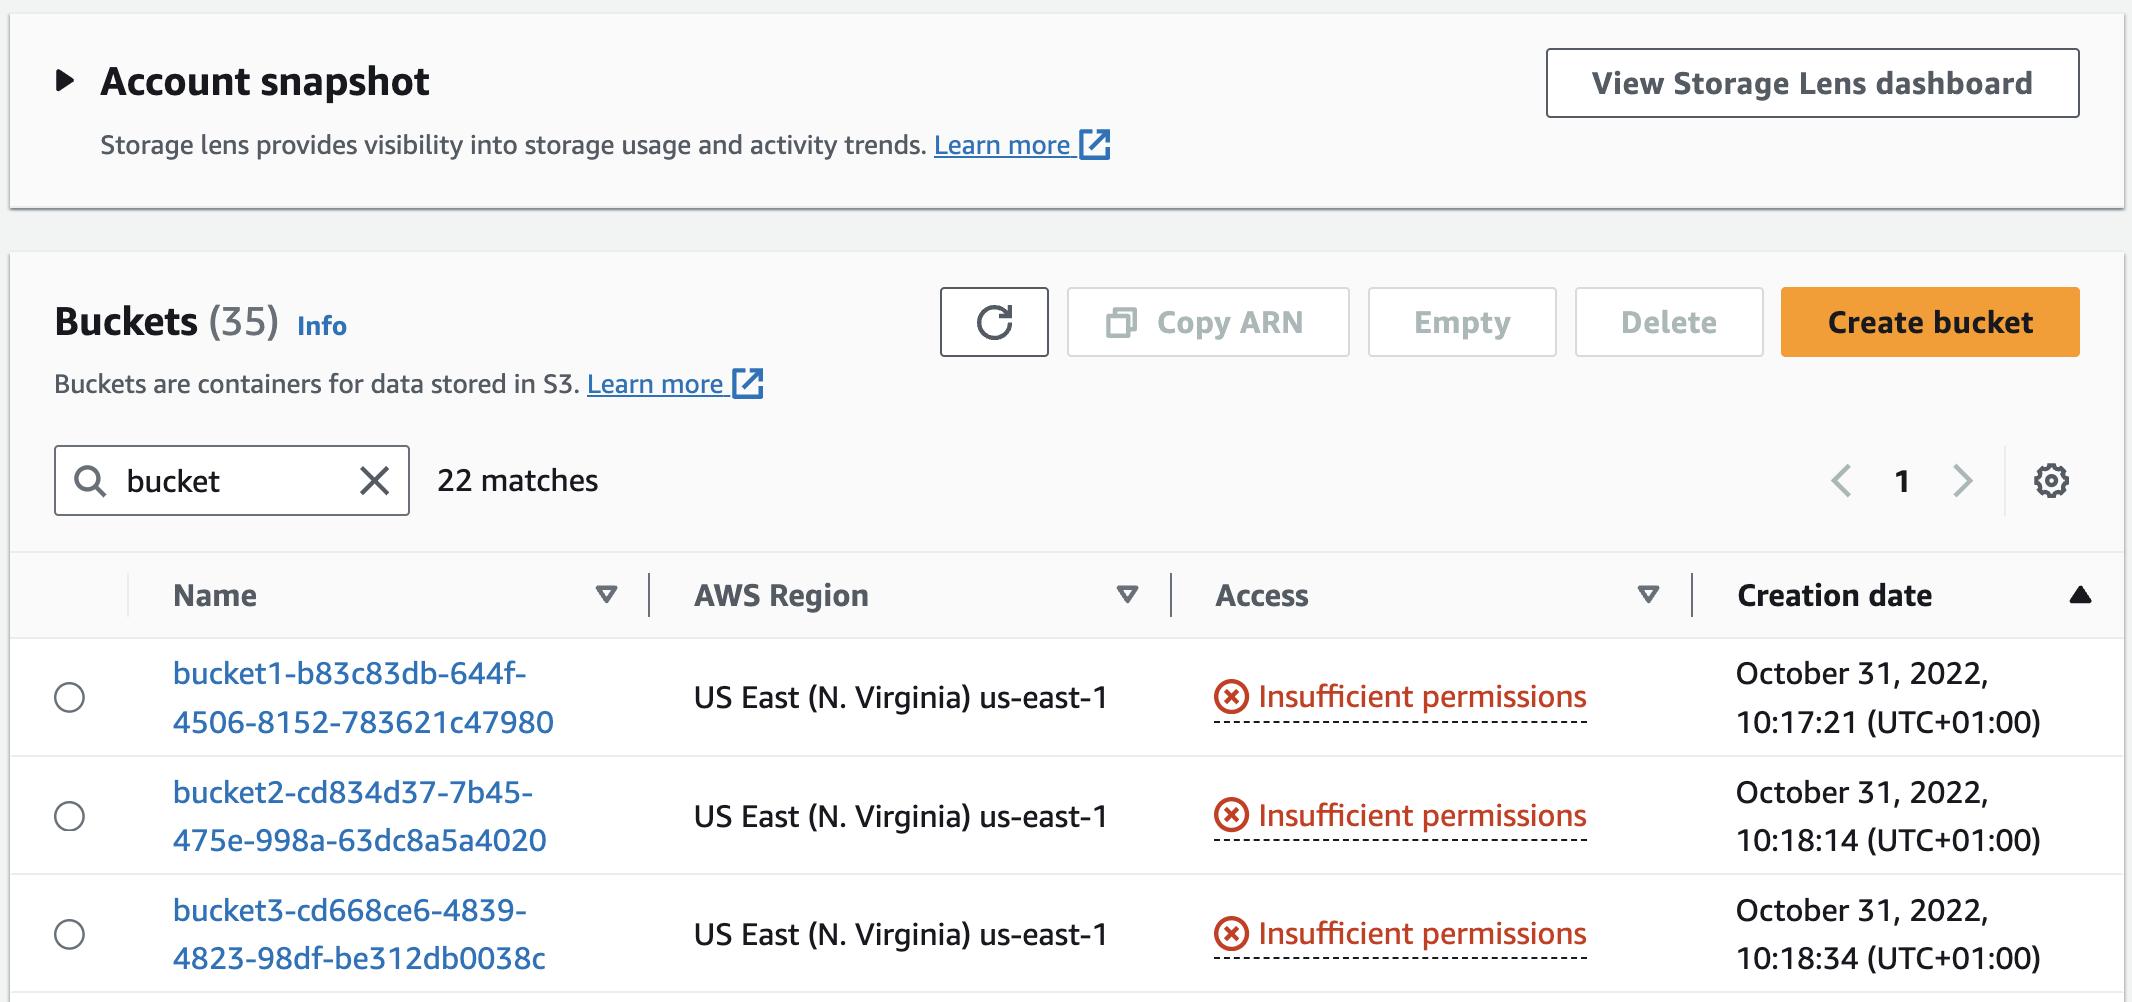 Account snapshot
View Storage Lens dashboard
Storage lens provides visibility into storage usage and activity trends. Learn more
Buckets (35) Info
Copy ARN
Empty
Delete
Create bucket
Buckets are containers for data stored in S3. Learn more
bucket
22 matches
1
Name
AWS Region
Access
Creation date
bucket1-b83c83db-644f-
4506-8152-783621c47980
US East (N. Virginia) us-east-1
Insufficient permissions
October 31, 2022,
10:17:21 (UTC+01:00)
bucket2-cd834d37-7b45-
475e-998a-63dc8a5a4020
US East (N. Virginia) us-east-1
Insufficient permissions
October 31, 2022,
10:18:14 (UTC+01:00)
bucket3-cd668ce6-4839-
4823-98df-be312db0038c
US East (N. Virginia) us-east-1
Insufficient permissions
October 31, 2022,
10:18:34 (UTC+01:00)